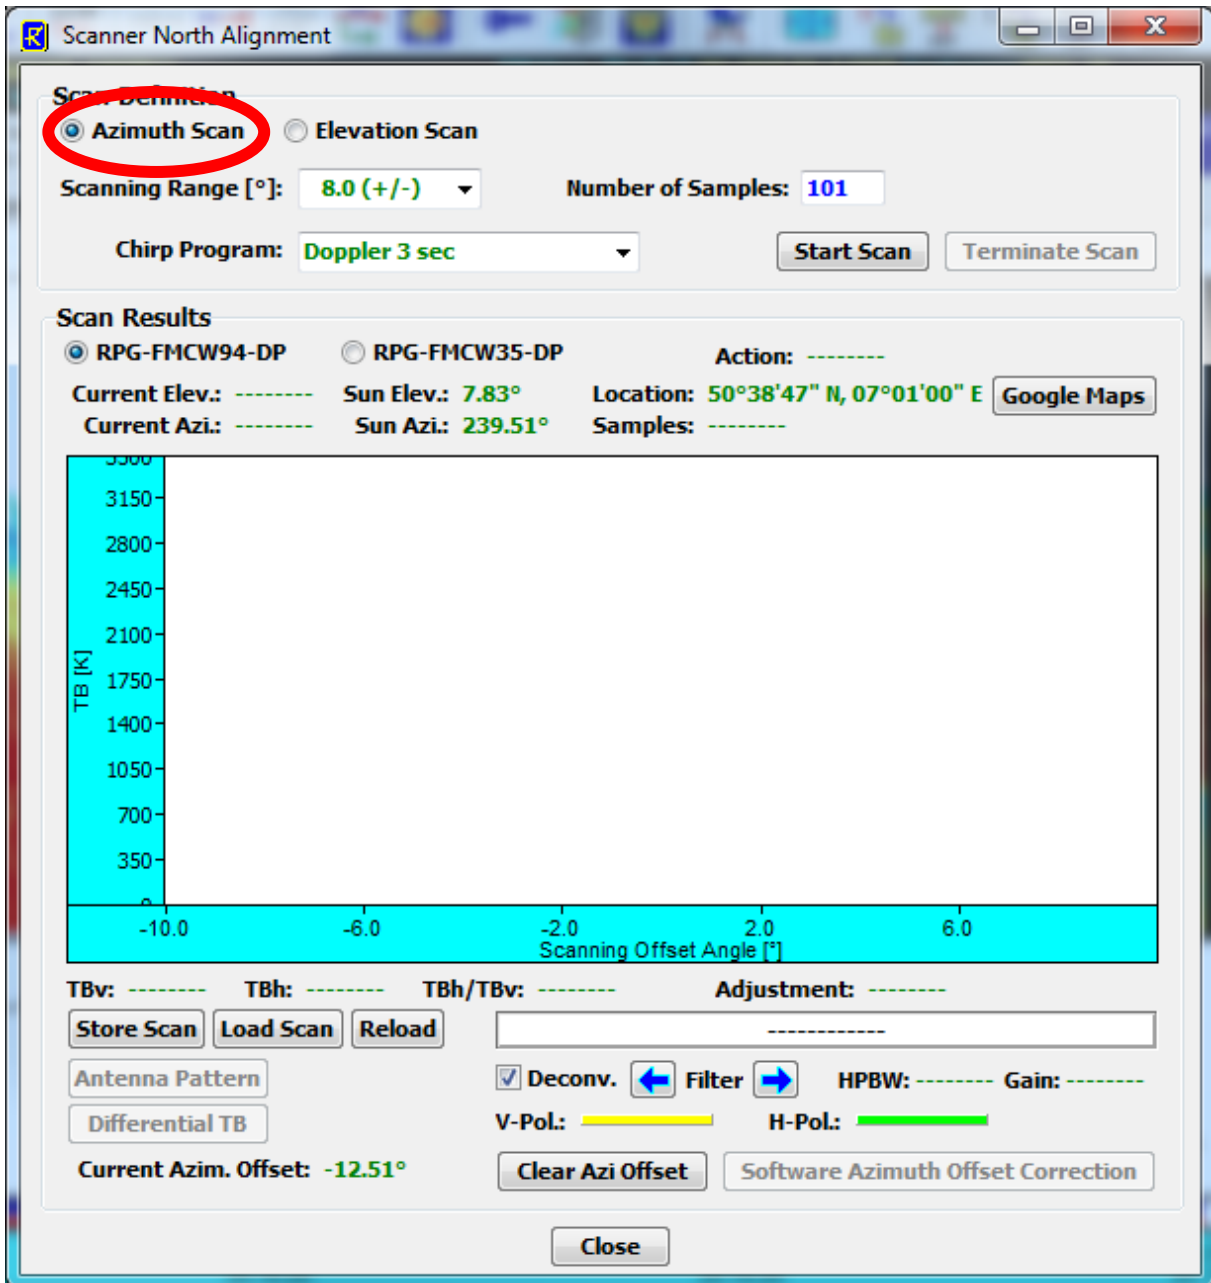 Scanner North Alignment
Scan Definition
Azimuth Scan Elevation Scan
Scanning Range [°]: 8.0 (+/-) Number of Samples: 101
Chirp Program: Doppler 3 sec Start Scan Terminate Scan
Scan Results
RPG-FMCW94-DP RPG-FMCW35-DP Action: --------
Current Elev.: -------- Sun Elev.: 7.83° Location: 50°38'47" N, 07°01'00" E Google Maps
Current Azi.: -------- Sun Azi.: 239.51° Samples: --------
3500
3150
2800
2450
2100
TB [K]
1750
1400
1050
700
350
0
-10.0 -6.0 -2.0 2.0 6.0
Scanning Offset Angle [°]
TBv: -------- TBh: -------- TBh/TBv: -------- Adjustment: --------
Store Scan Load Scan Reload ------------
Antenna Pattern Deconv. Filter HPBW: -------- Gain: --------
Differential TB V-Pol.: H-Pol.:
Current Azim. Offset: -12.51° Clear Azi Offset Software Azimuth Offset Correction
Close